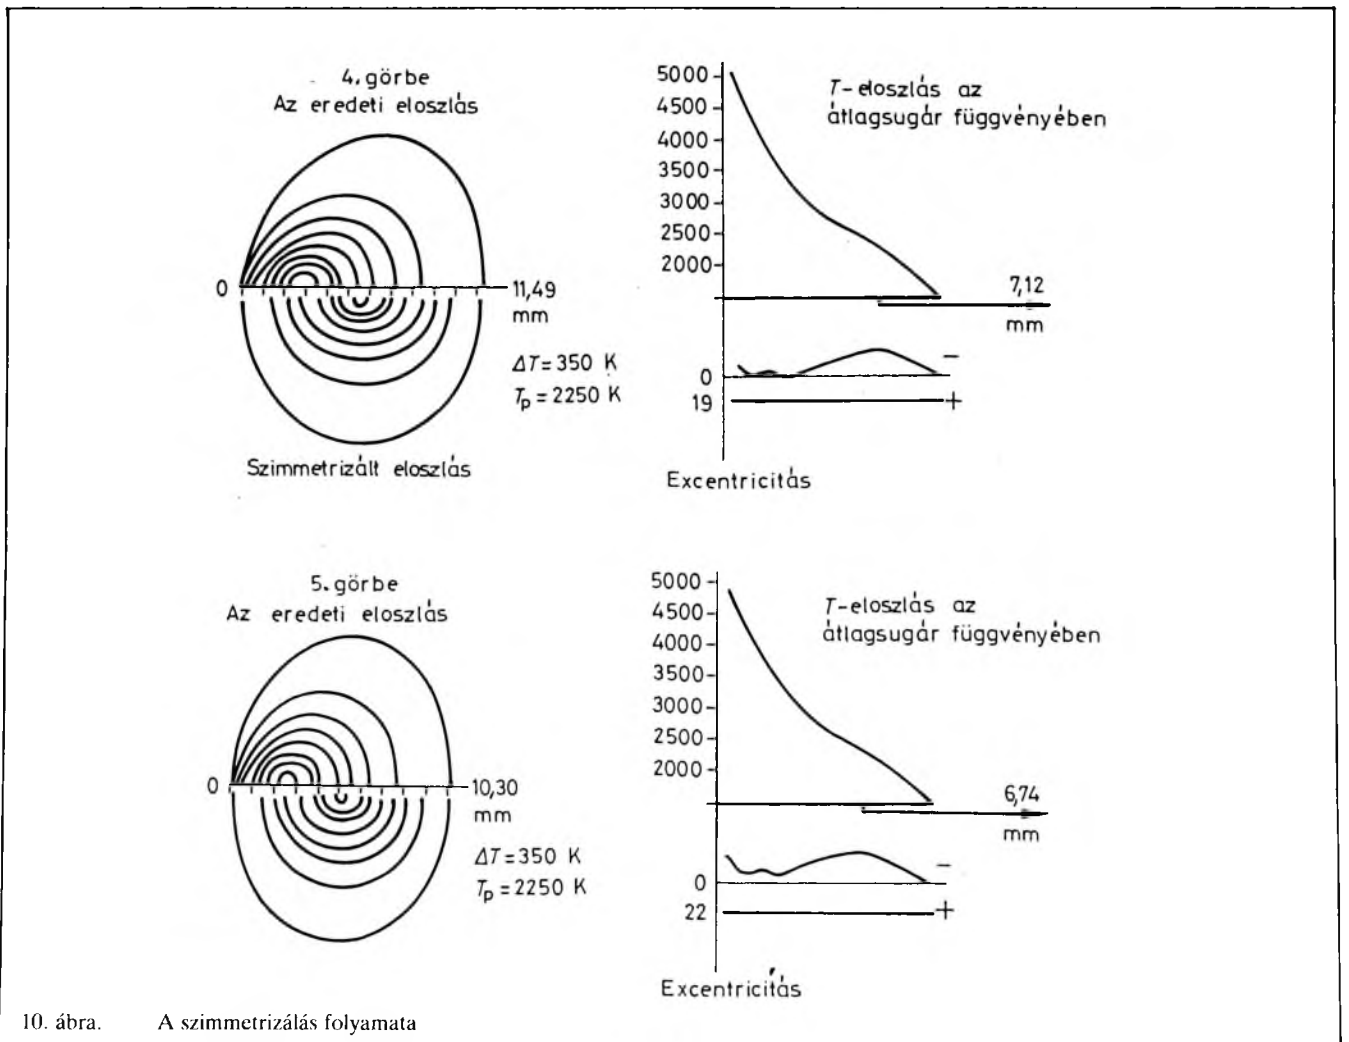 4. görbe
Az eredeti eloszlás
0
11,49
mm
ΔT = 350 K
Tp = 2250 K
Szimmetrizált eloszlás
5000
4500
4000
3500
3000
2500
2000
T-eloszlás az
átlagsugár függvényében
7,12
mm
0
19
−
+
Excentricitás
5. görbe
Az eredeti eloszlás
0
10,30
mm
ΔT = 350 K
Tp = 2250 K
5000
4500
4000
3500
3000
2500
2000
T-eloszlás az
átlagsugár függvényében
6,74
mm
0
22
−
+
Excentricitás
10. ábra. A szimmetrizálás folyamata